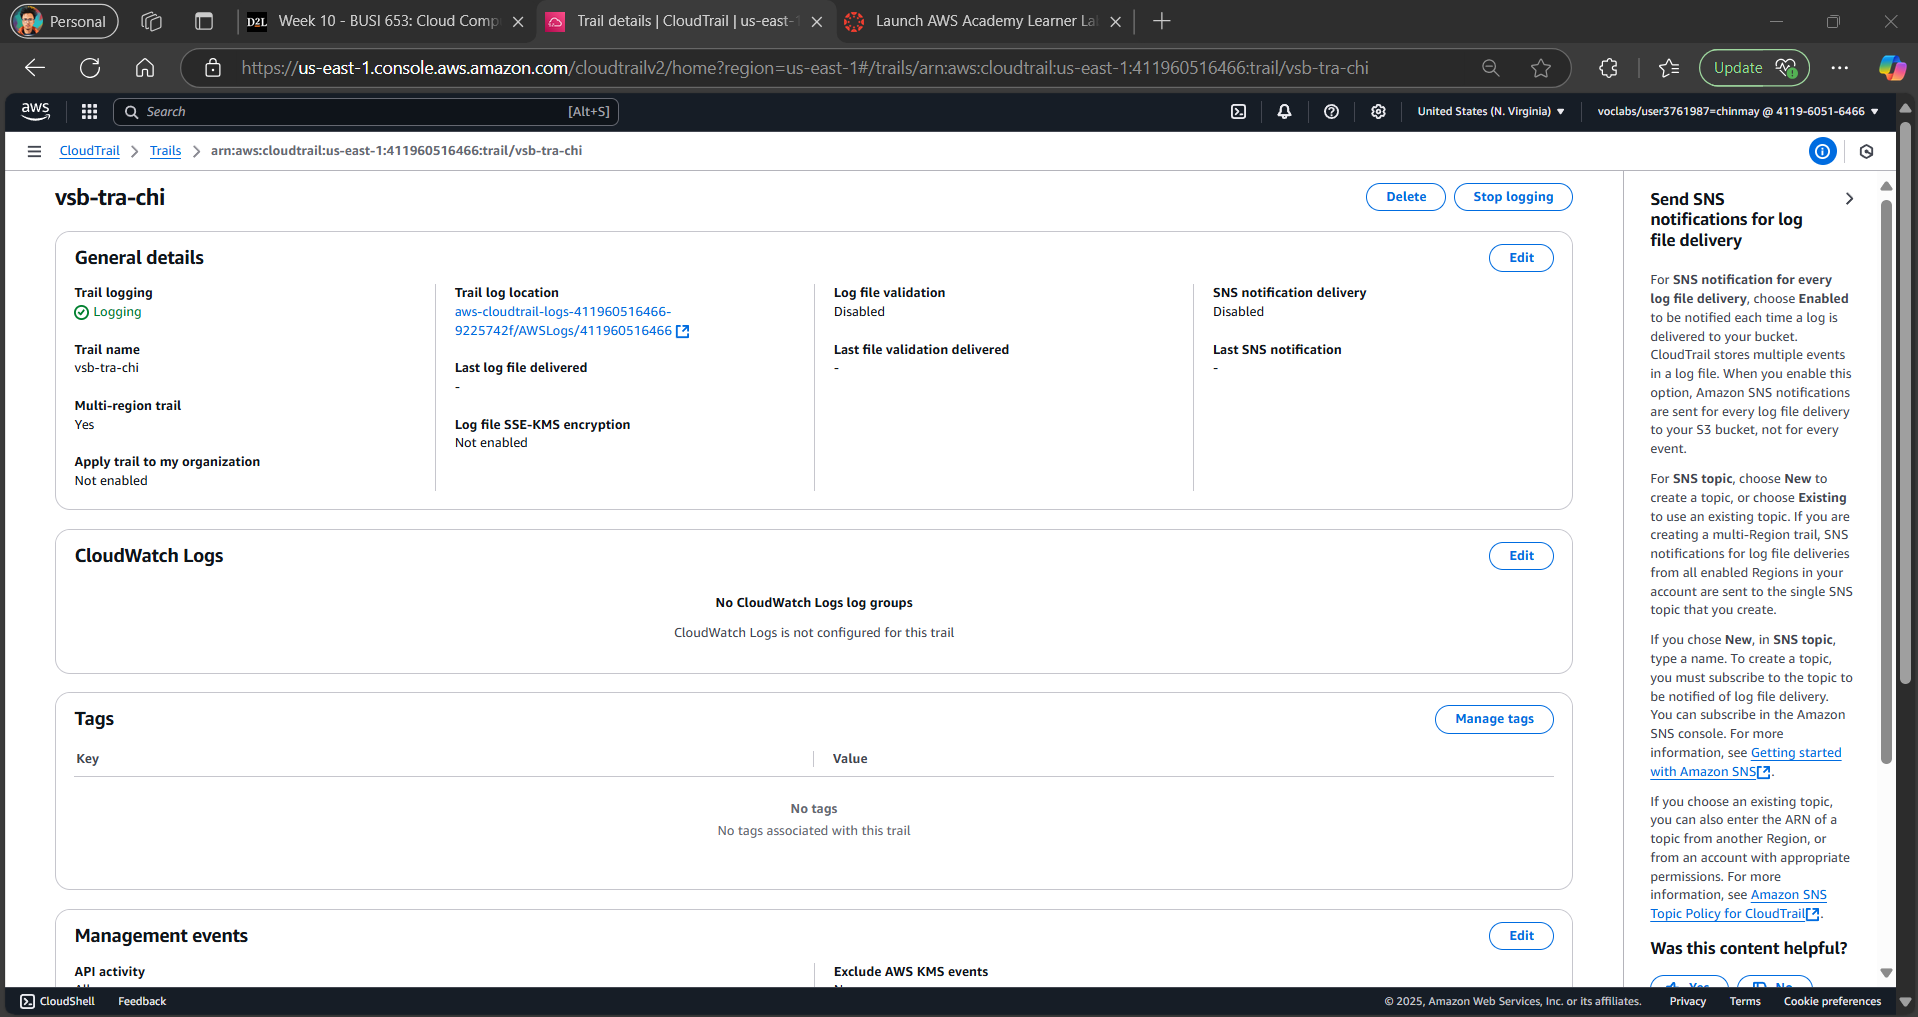 Personal
D2L Week 10 - BUSI 653: Cloud Comp
Trail details | CloudTrail | us-east-1
Launch AWS Academy Learner La
https://us-east-1.console.aws.amazon.com/cloudtrailv2/home?region=us-east-1#/trails/arn:aws:cloudtrail:us-east-1:411960516466:trail/vsb-tra-chi
Update
aws
Search
[Alt+S]
United States (N. Virginia)
voclabs/user3761987=chinmay @ 4119-6051-6466
CloudTrail
Trails
arn:aws:cloudtrail:us-east-1:411960516466:trail/vsb-tra-chi
vsb-tra-chi
Delete
Stop logging
General details
Edit
Trail logging
Logging
Trail name
vsb-tra-chi
Multi-region trail
Yes
Apply trail to my organization
Not enabled
Trail log location
aws-cloudtrail-logs-411960516466-
9225742f/AWSLogs/411960516466
Last log file delivered
-
Log file SSE-KMS encryption
Not enabled
Log file validation
Disabled
Last file validation delivered
-
SNS notification delivery
Disabled
Last SNS notification
-
CloudWatch Logs
Edit
No CloudWatch Logs log groups
CloudWatch Logs is not configured for this trail
Tags
Manage tags
Key
Value
No tags
No tags associated with this trail
Management events
Edit
API activity
Exclude AWS KMS events
Send SNS
notifications for log
file delivery
For SNS notification for every
log file delivery, choose Enabled
to be notified each time a log is
delivered to your bucket.
CloudTrail stores multiple events
in a log file. When you enable this
option, Amazon SNS notifications
are sent for every log file delivery
to your S3 bucket, not for every
event.
For SNS topic, choose New to
create a topic, or choose Existing
to use an existing topic. If you are
creating a multi-Region trail, SNS
notifications for log file deliveries
from all enabled Regions in your
account are sent to the single SNS
topic that you create.
If you chose New, in SNS topic,
type a name. To create a topic,
you must subscribe to the topic to
be notified of log file delivery.
You can subscribe in the Amazon
SNS console. For more
information, see Getting started
with Amazon SNS.
If you choose an existing topic,
you can also enter the ARN of a
topic from another Region, or
from an account with appropriate
permissions. For more
information, see Amazon SNS
Topic Policy for CloudTrail.
Was this content helpful?
Yes
No
CloudShell
Feedback
© 2025, Amazon Web Services, Inc. or its affiliates.
Privacy
Terms
Cookie preferences